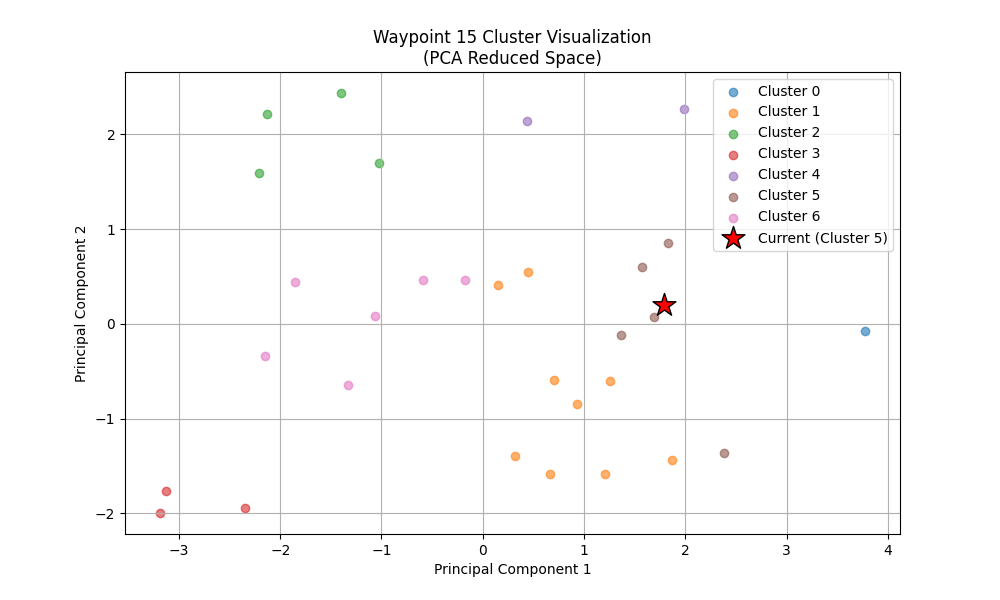 Waypoint 15 Cluster Visualization
(PCA Reduced Space)
Cluster 0
Cluster 1
Cluster 2
Cluster 3
Cluster 4
Cluster 5
Cluster 6
Current (Cluster 5)
Principal Component 2
2
1
0
−1
−2
−3
−2
−1
0
1
2
3
4
Principal Component 1